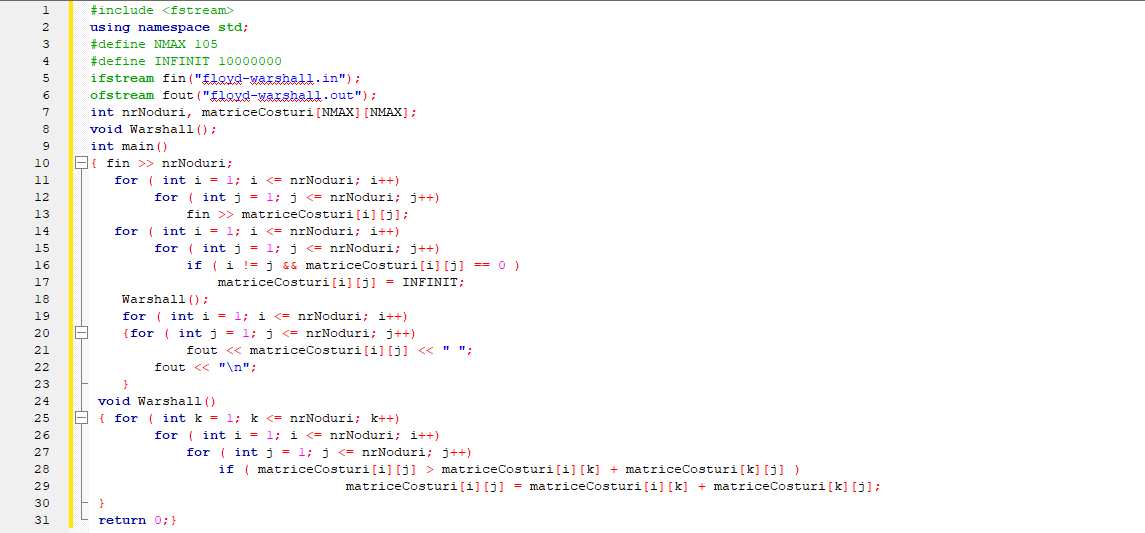 1 #include <fstream>
2 using namespace std;
3 #define NMAX 105
4 #define INFINIT 10000000
5 ifstream fin("floyd-warshall.in");
6 ofstream fout("floyd-warshall.out");
7 int nrNoduri, matriceCosturi[NMAX][NMAX];
8 void Warshall();
9 int main()
10 { fin >> nrNoduri;
11 for ( int i = 1; i <= nrNoduri; i++)
12 for ( int j = 1; j <= nrNoduri; j++)
13 fin >> matriceCosturi[i][j];
14 for ( int i = 1; i <= nrNoduri; i++)
15 for ( int j = 1; j <= nrNoduri; j++)
16 if ( i != j && matriceCosturi[i][j] == 0 )
17 matriceCosturi[i][j] = INFINIT;
18 Warshall();
19 for ( int i = 1; i <= nrNoduri; i++)
20 {for ( int j = 1; j <= nrNoduri; j++)
21 fout << matriceCosturi[i][j] << " ";
22 fout << "\n";
23 }
24 void Warshall()
25 { for ( int k = 1; k <= nrNoduri; k++)
26 for ( int i = 1; i <= nrNoduri; i++)
27 for ( int j = 1; j <= nrNoduri; j++)
28 if ( matriceCosturi[i][j] > matriceCosturi[i][k] + matriceCosturi[k][j] )
29 matriceCosturi[i][j] = matriceCosturi[i][k] + matriceCosturi[k][j];
30 }
31 return 0;}